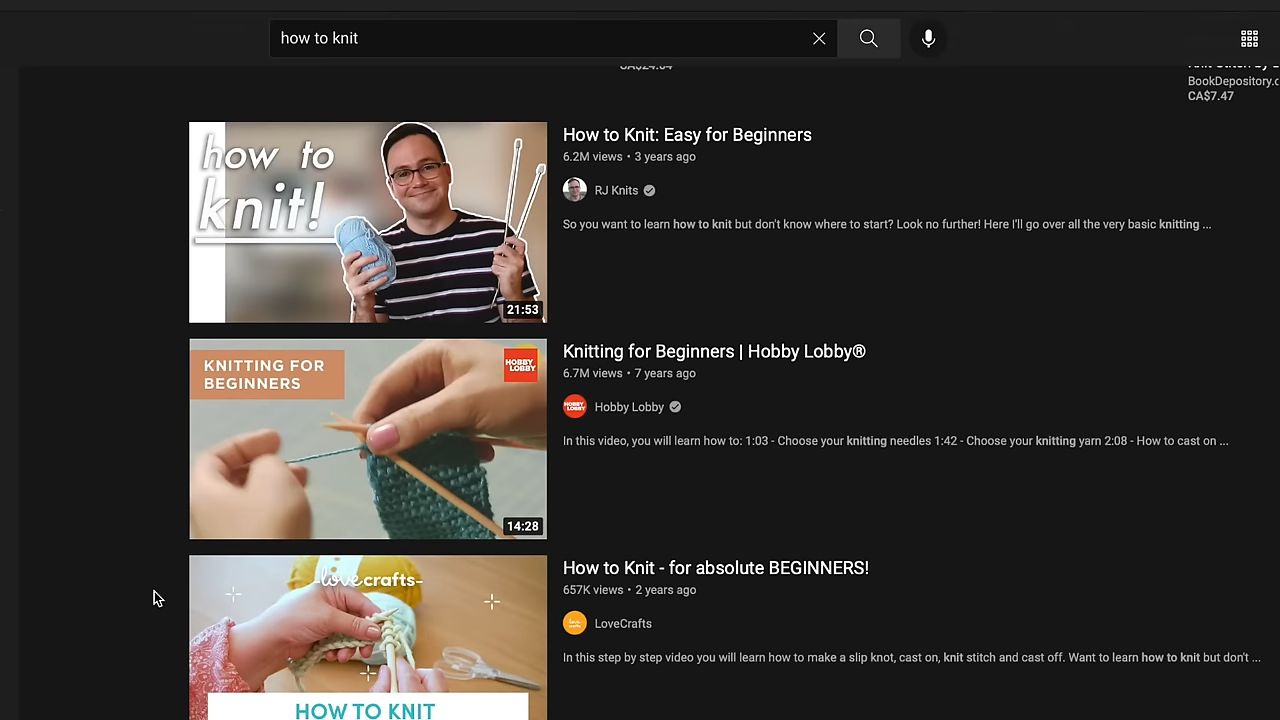 how to knit
BookDepository.c
CA$7.47
how to
knit!
21:53
How to Knit: Easy for Beginners
6.2M views • 3 years ago
RJ Knits
So you want to learn how to knit but don't know where to start? Look no further! Here I'll go over all the very basic knitting ...
KNITTING FOR
BEGINNERS
HOBBY
LOBBY
14:28
Knitting for Beginners | Hobby Lobby®
6.7M views • 7 years ago
HOBBY
LOBBY
Hobby Lobby
In this video, you will learn how to: 1:03 - Choose your knitting needles 1:42 - Choose your knitting yarn 2:08 - How to cast on ...
-lovecrafts-
HOW TO KNIT
How to Knit - for absolute BEGINNERS!
657K views • 2 years ago
LoveCrafts
In this step by step video you will learn how to make a slip knot, cast on, knit stitch and cast off. Want to learn how to knit but don't ...